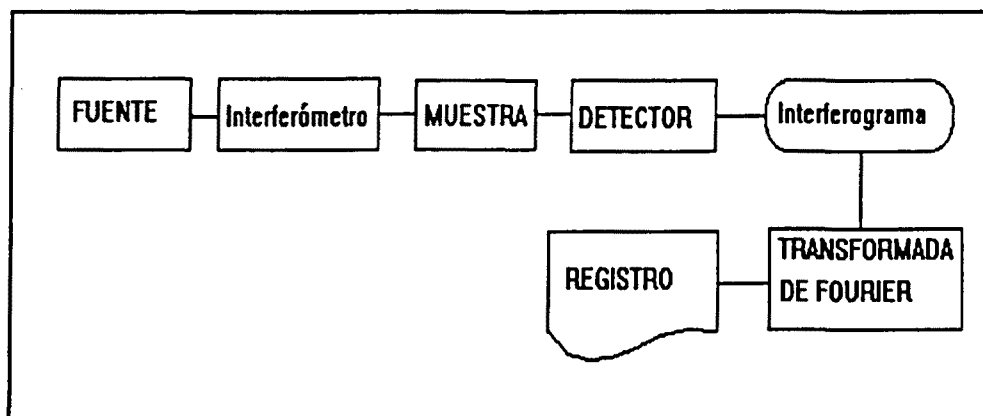 FUENTE
Interferómetro
MUESTRA
DETECTOR
Interferograma
TRANSFORMADA
DE FOURIER
REGISTRO